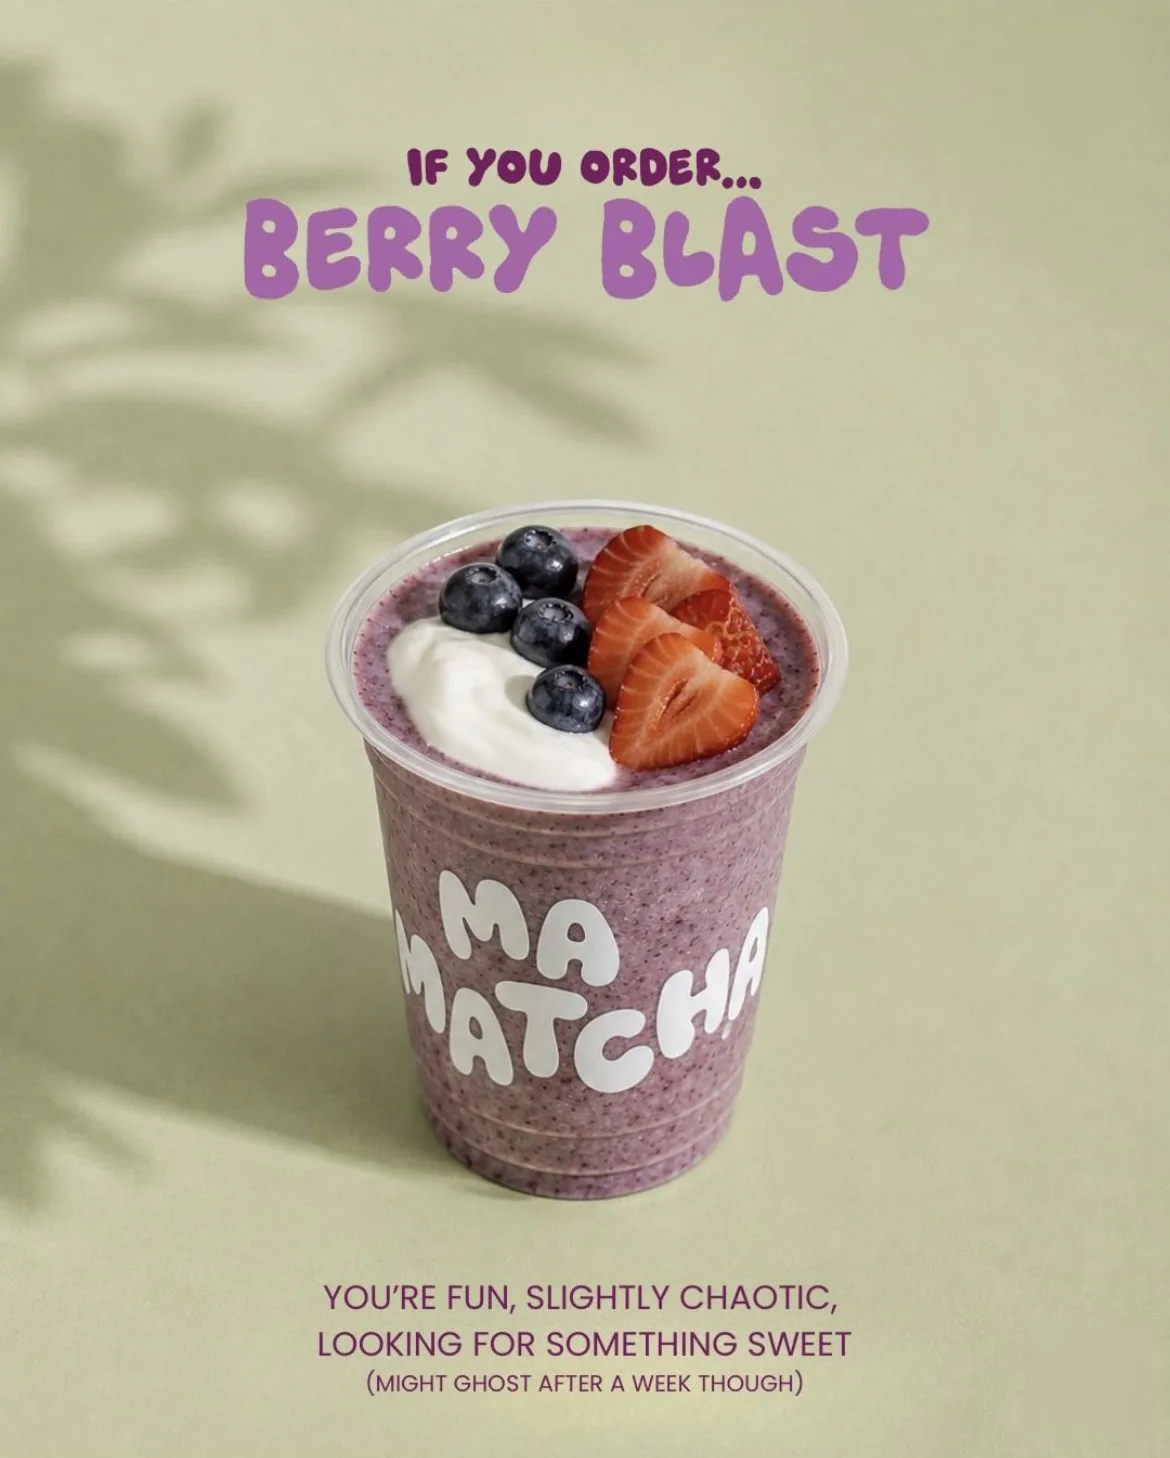 IF YOU ORDER...
BERRY BLAST
MA
MATCHA
YOU'RE FUN, SLIGHTLY CHAOTIC,
LOOKING FOR SOMETHING SWEET
(MIGHT GHOST AFTER A WEEK THOUGH)